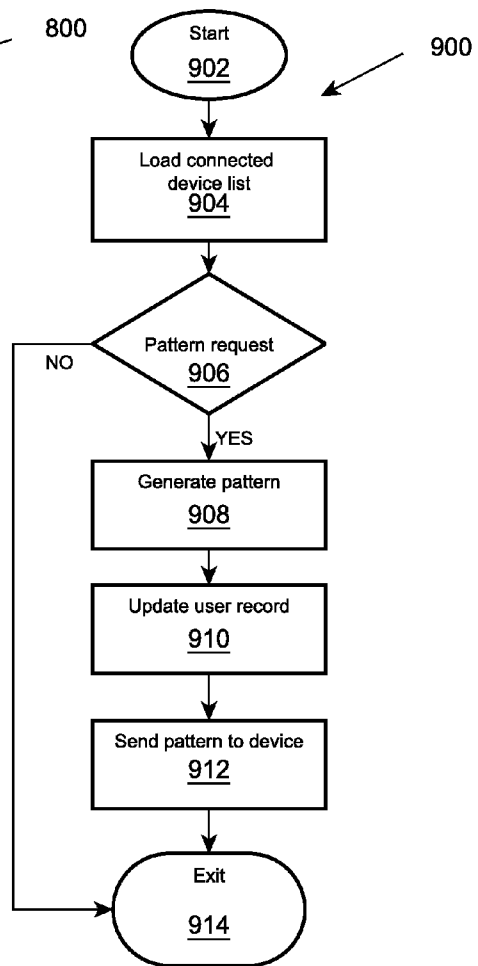 800
900
Start
902
Load connected
device list
904
Pattern request
906
NO
YES
Generate pattern
908
Update user record
910
Send pattern to device
912
Exit
914